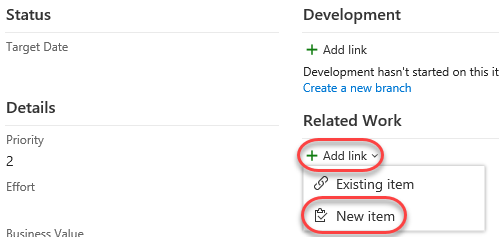 Status
Target Date
Details
Priority
2
Effort
Business Value
Development
Add link
Development hasn't started on this it
Create a new branch
Related Work
Add link
Existing item
New item